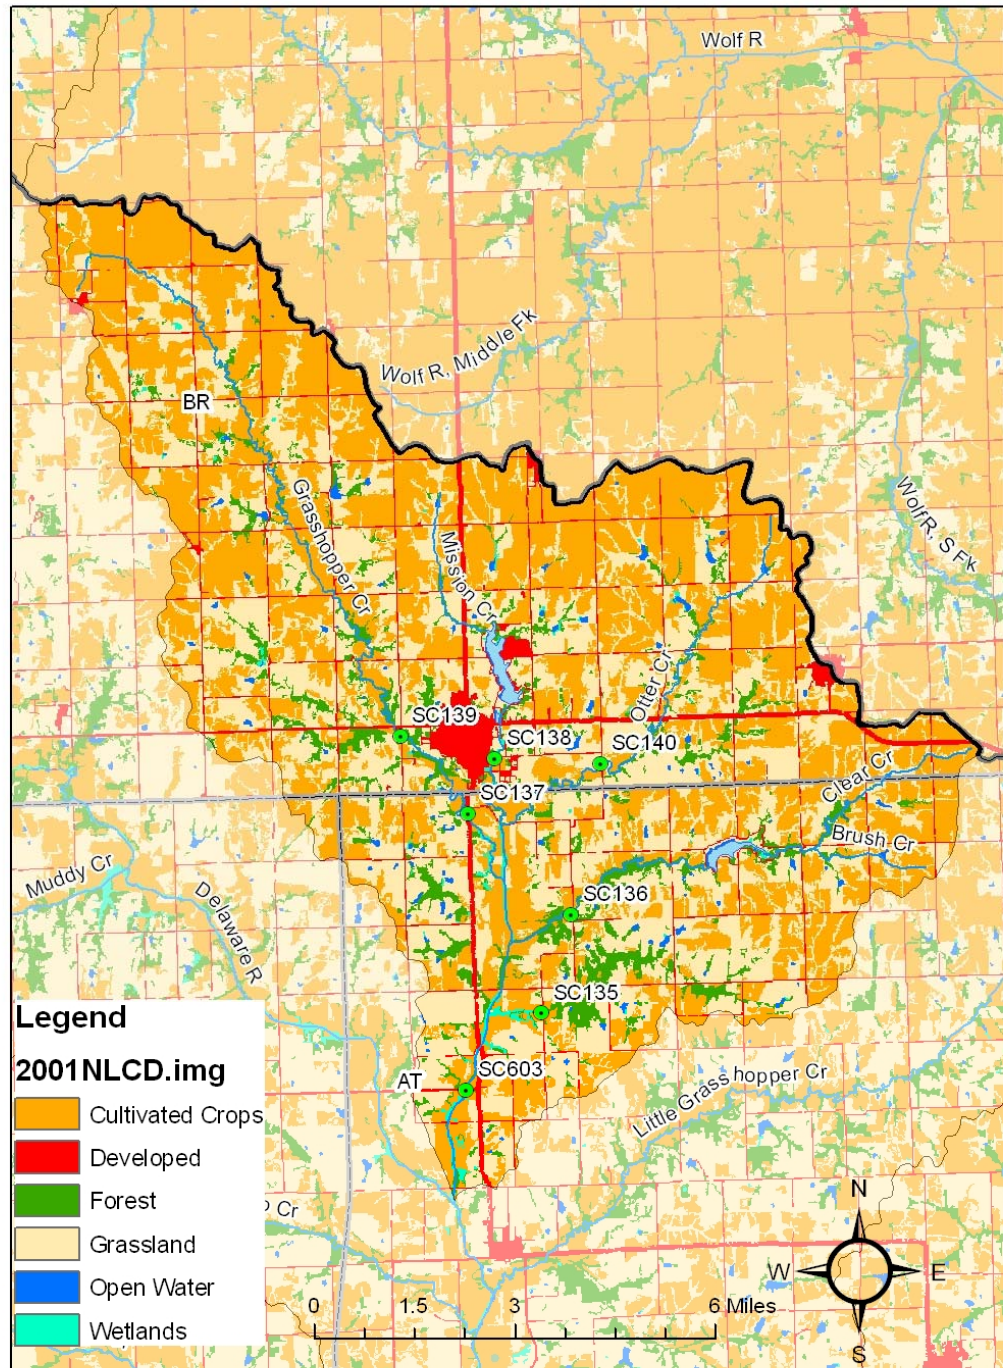 Wolf R
Wolf R, Middle Fk
BR
Grasshopper Cr
Mission Cr
Wolf R, S Fk
Otter Cr
SC139
SC138
SC140
SC137
Clear Cr
Brush Cr
Muddy Cr
Delaware R
SC136
SC135
SC603
AT
Little Grasshopper Cr
Cr
Legend
2001NLCD.img
Cultivated Crops
Developed
Forest
Grassland
Open Water
Wetlands
0 1.5 3 6 Miles
N
W E
S